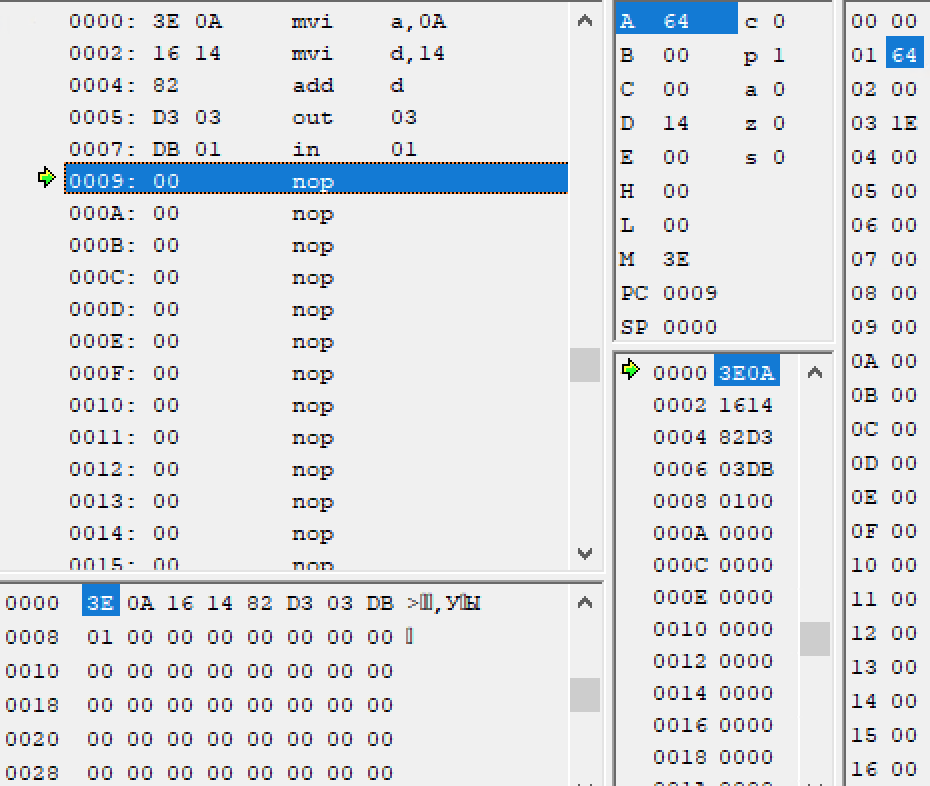 0000: 3E 0A mvi a,0A
0002: 16 14 mvi d,14
0004: 82 add d
0005: D3 03 out 03
0007: DB 01 in 01
0009: 00 nop
000A: 00 nop
000B: 00 nop
000C: 00 nop
000D: 00 nop
000E: 00 nop
000F: 00 nop
0010: 00 nop
0011: 00 nop
0012: 00 nop
0013: 00 nop
0014: 00 nop
0015: 00 nop
0000 3E 0A 16 14 82 D3 03 DB >,УЫ
0008 01 00 00 00 00 00 00 00
0010 00 00 00 00 00 00 00 00
0018 00 00 00 00 00 00 00 00
0020 00 00 00 00 00 00 00 00
0028 00 00 00 00 00 00 00 00
A 64 c 0
B 00 p 1
C 00 a 0
D 14 z 0
E 00 s 0
H 00
L 00
M 3E
PC 0009
SP 0000
0000 3E0A
0002 1614
0004 82D3
0006 03DB
0008 0100
000A 0000
000C 0000
000E 0000
0010 0000
0012 0000
0014 0000
0016 0000
0018 0000
001A 0000
00 00
01 64
02 00
03 1E
04 00
05 00
06 00
07 00
08 00
09 00
0A 00
0B 00
0C 00
0D 00
0E 00
0F 00
10 00
11 00
12 00
13 00
14 00
15 00
16 00